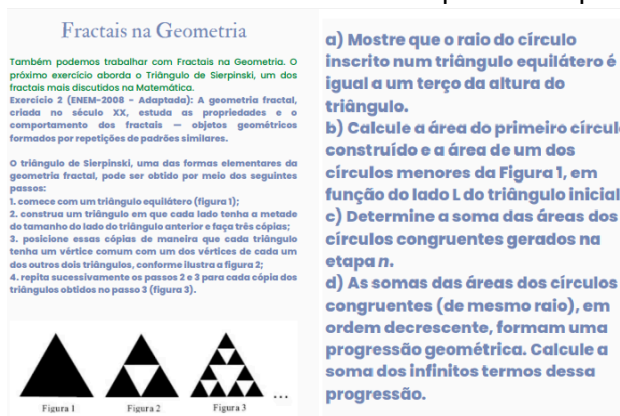 Fractais na Geometria
Também podemos trabalhar com Fractais na Geometria. O
próximo exercício aborda o Triângulo de Sierpinski, um dos
fractais mais discutidos na Matemática.
Exercício 2 (ENEM-2008 - Adaptada): A geometria fractal,
criada no século XX, estuda as propriedades e o
comportamento dos fractais — objetos geométricos
formados por repetições de padrões similares.
O triângulo de Sierpinski, uma das formas elementares da
geometria fractal, pode ser obtido por meio dos seguintes
passos:
1. comece com um triângulo equilátero (figura 1);
2. construa um triângulo em que cada lado tenha a metade
do tamanho do lado do triângulo anterior e faça três cópias;
3. posicione essas cópias de maneira que cada triângulo
tenha um vértice comum com um dos vértices de cada um
dos outros dois triângulos, conforme ilustra a figura 2;
4. repita sucessivamente os passos 2 e 3 para cada cópia dos
triângulos obtidos no passo 3 (figura 3).
Figura 1
Figura 2
Figura 3
...
a) Mostre que o raio do círculo
inscrito num triângulo equilátero é
igual a um terço da altura do
triângulo.
b) Calcule a área do primeiro círcul
construído e a área de um dos
círculos menores da Figura 1, em
função do lado L do triângulo inicial
c) Determine a soma das áreas dos
círculos congruentes gerados na
etapa n.
d) As somas das áreas dos círculos
congruentes (de mesmo raio), em
ordem decrescente, formam uma
progressão geométrica. Calcule a
soma dos infinitos termos dessa
progressão.